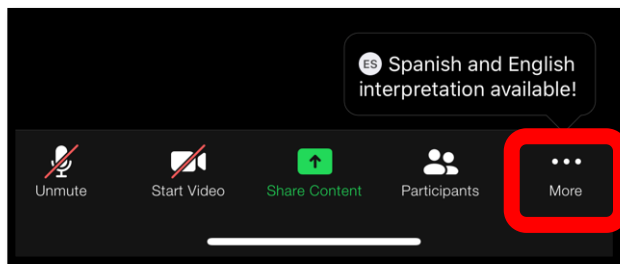 ES Spanish and English
interpretation available!
Unmute
Start Video
Share Content
Participants
More